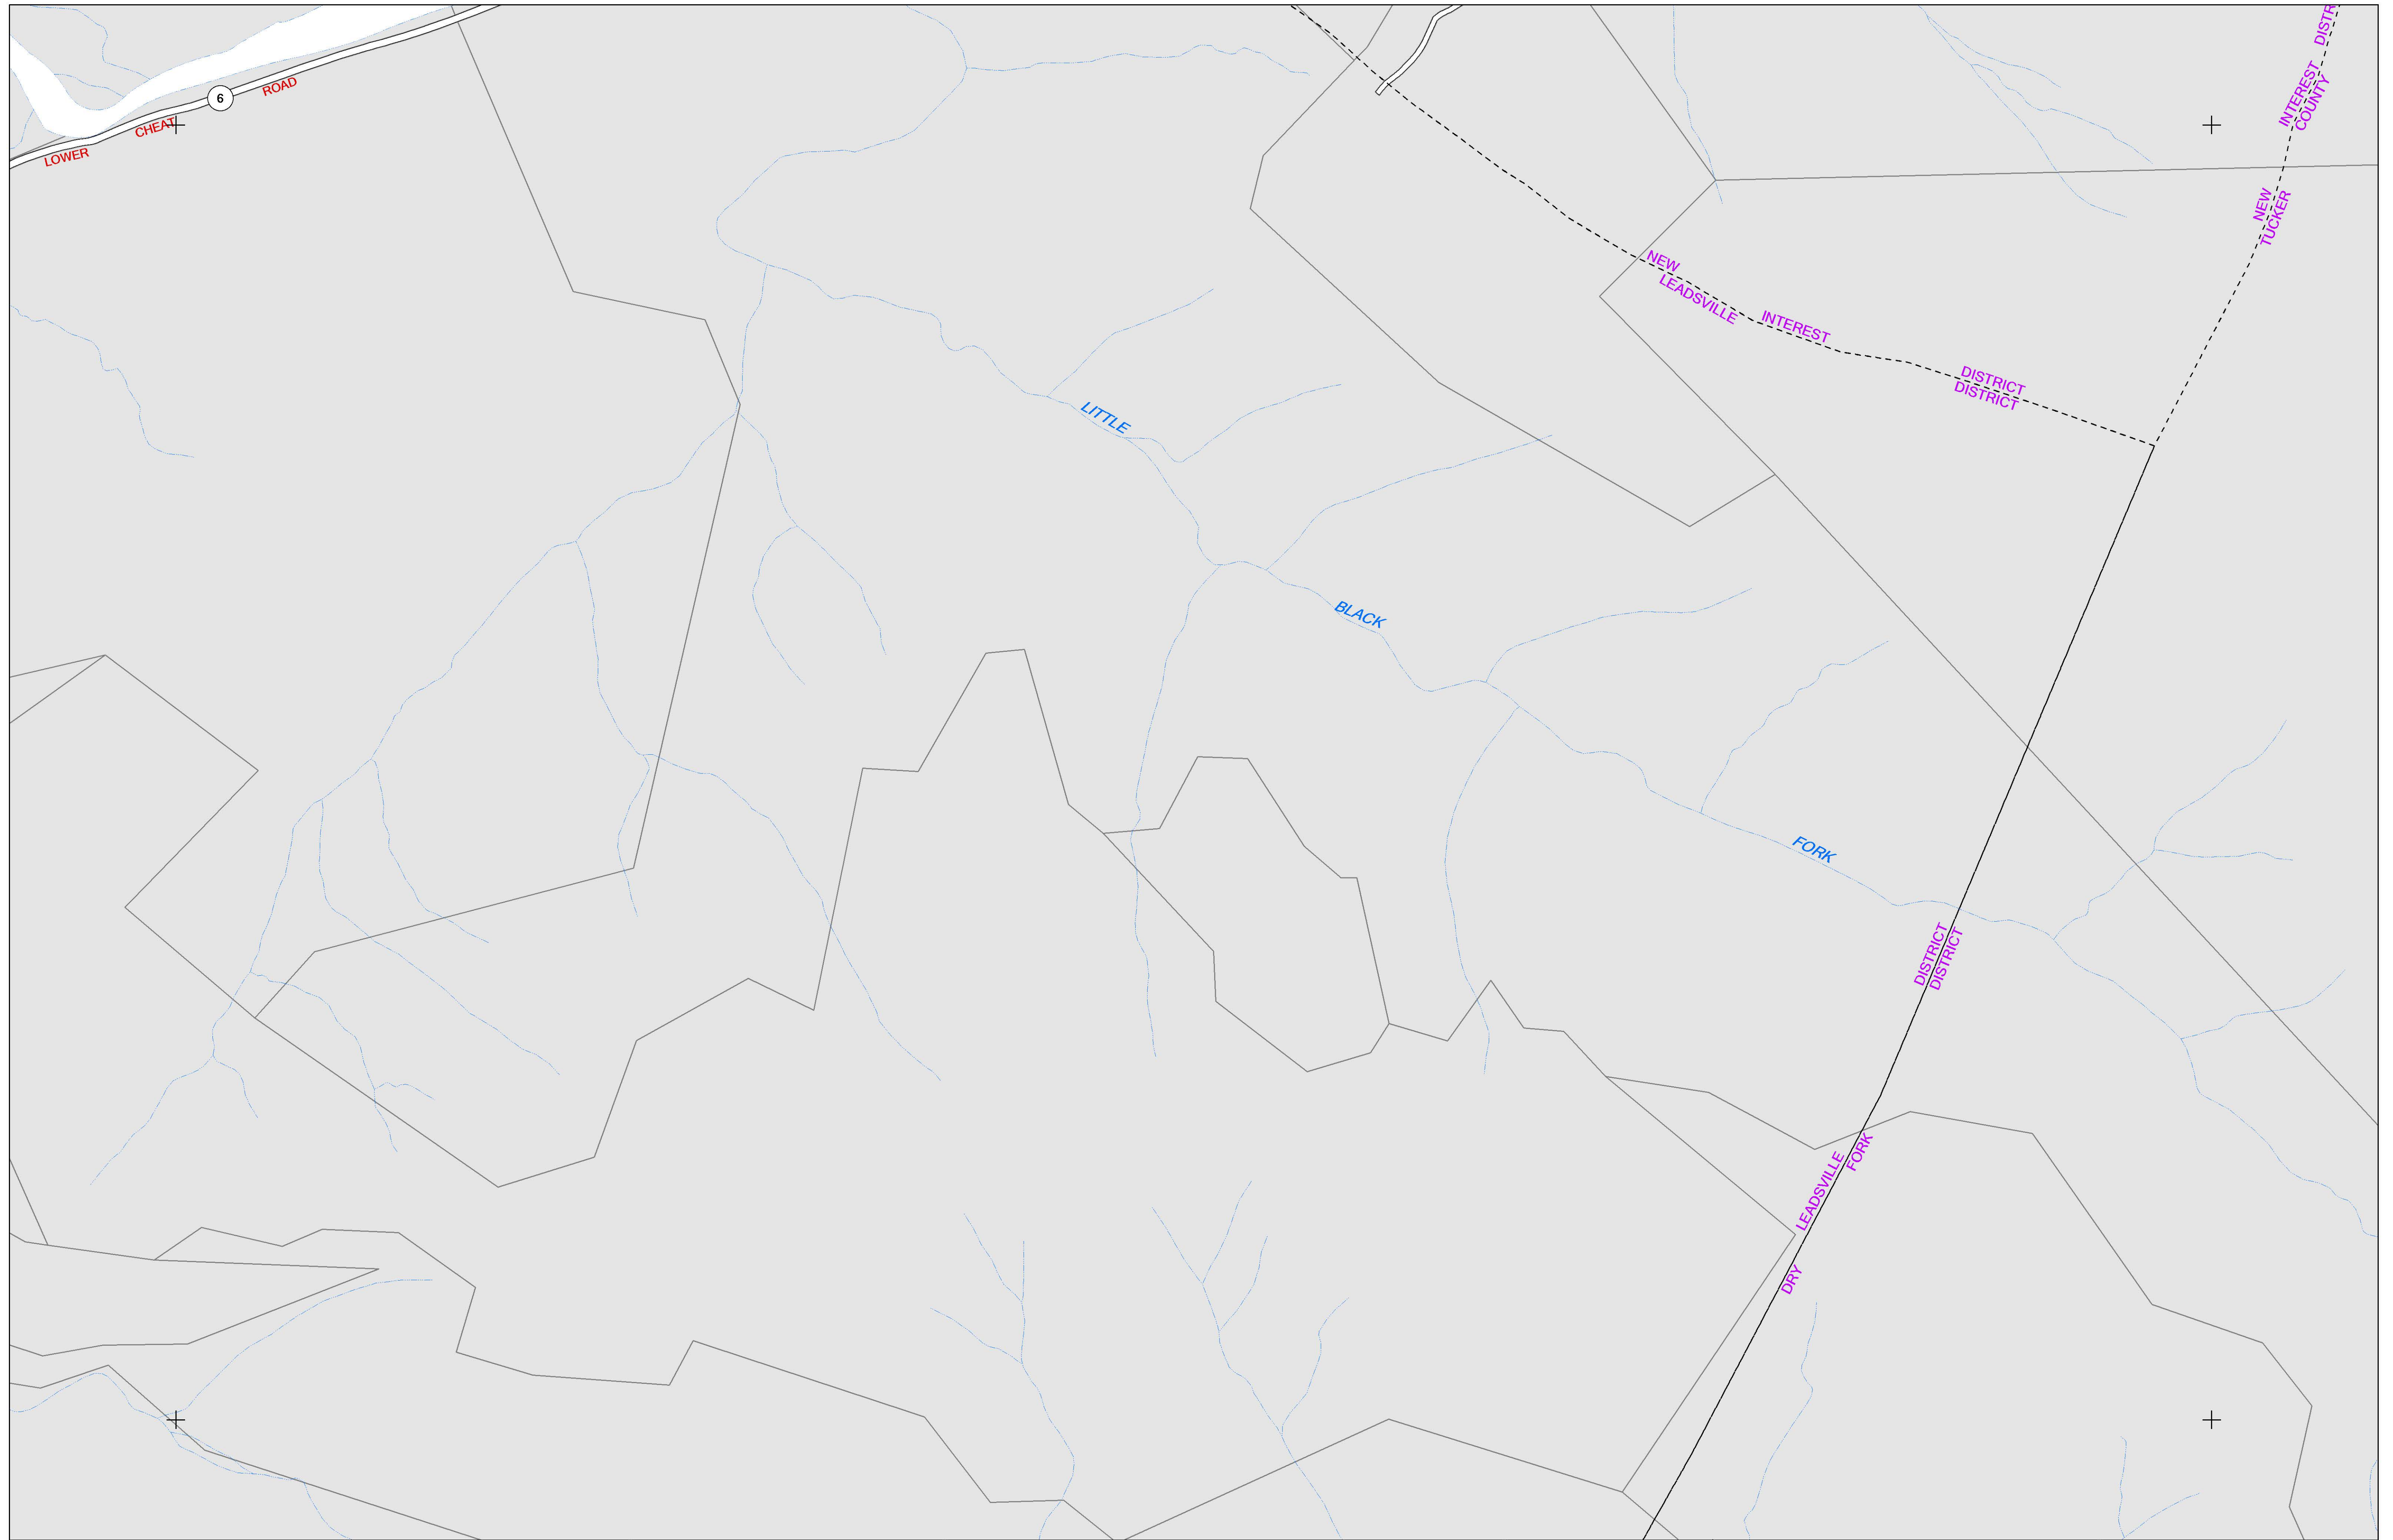 DISTR
INTEREST
COUNTY
NEW
TUCKER
6
ROAD
CHEAT
LOWER
NEW
LEADSVILLE
INTEREST
DISTRICT
DISTRICT
LITTLE
BLACK
FORK
DISTRICT
DISTRICT
LEADSVILLE
FORK
DRY